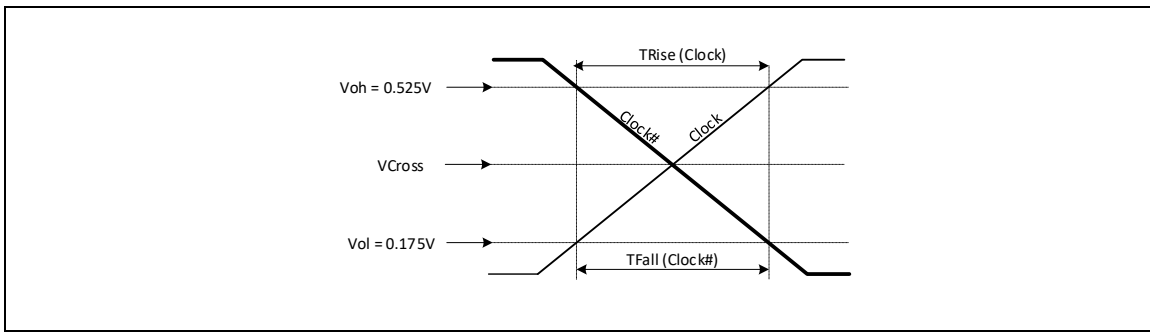 TRise (Clock)
Voh = 0.525V
Clock#
Clock
VCross
Vol = 0.175V
TFall (Clock#)